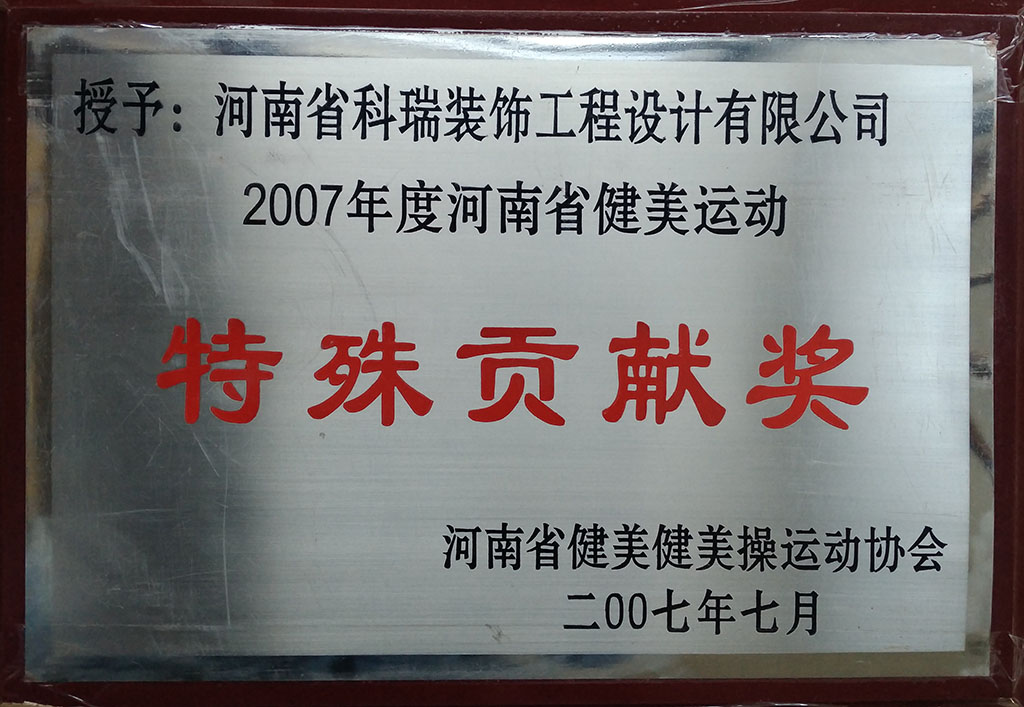 授予：河南省科瑞装饰工程设计有限公司
2007年度河南省健美运动
特殊贡献奖
河南省健美健美操运动协会
二00七年七月